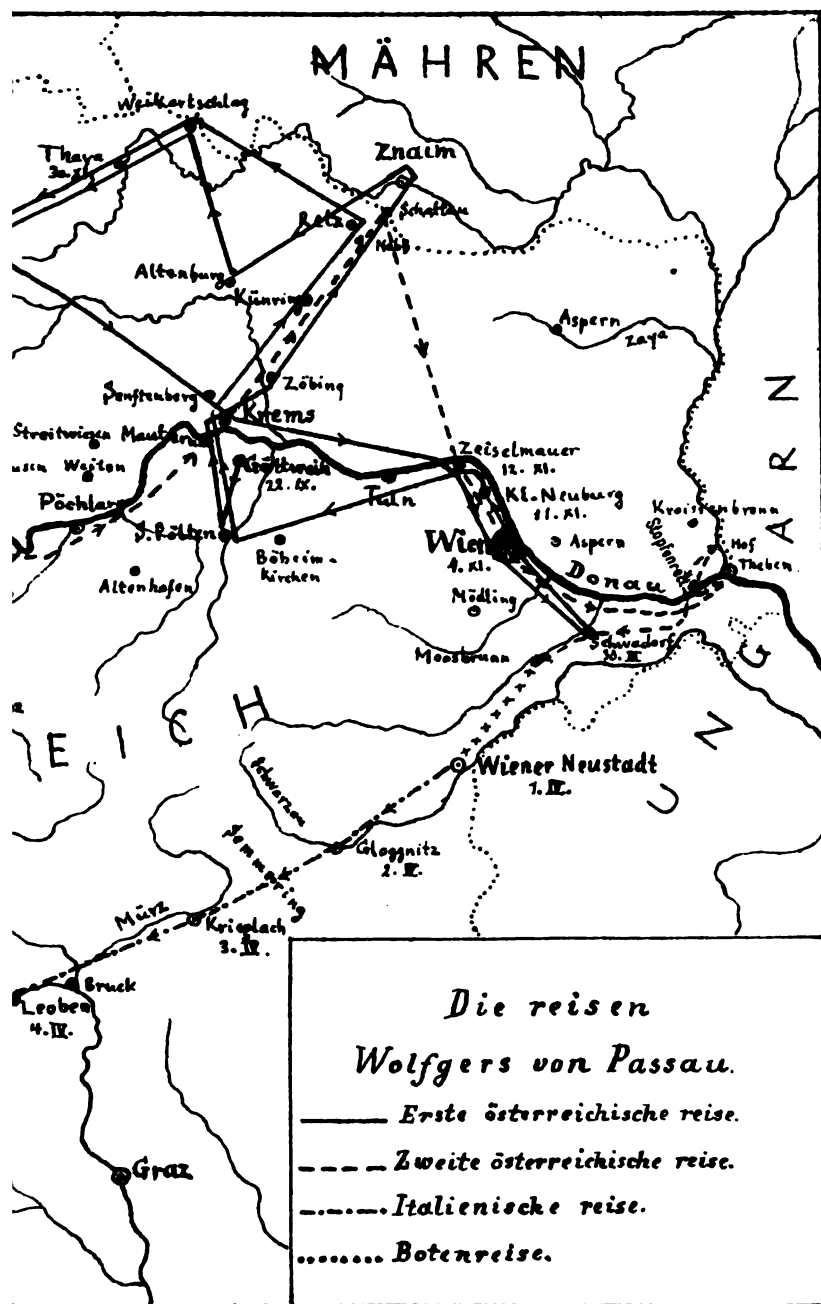 MÄHREN
Weikartschlag
Thaya
30. XI.
Znaim
Schattau
Retz
Altenburg
Künring
Aspern
Zaya
Senftenberg
Zöbing
Krems
Streitwiesen
Mautern
Weiten
Göttweih
22. IX.
Zeiselmauer
12. XI.
Kl. Neuburg
11. XI.
Tuln
Pöchlarn
S. Pölten
Böheim-
kirchen
Altenhofen
Wien
4. XI.
Aspern
Donau
Mödling
Moosbrunn
Hof
Theben
Schwadorf
EICH
UNGARN
Schwarzau
Wiener Neustadt
1. IV.
Gloggnitz
2. IV.
Semmering
Mürz
Krieglach
3. IV.
Bruck
Leoben
4. IV.
Graz
Die reisen
Wolfgers von Passau.
Erste österreichische reise.
Zweite österreichische reise.
Italienische reise.
Botenreise.